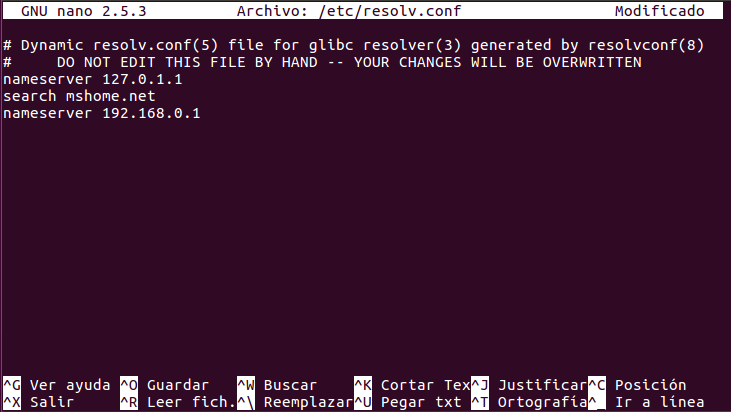 GNU nano 2.5.3 Archivo: /etc/resolv.conf Modificado
# Dynamic resolv.conf(5) file for glibc resolver(3) generated by resolvconf(8)
#     DO NOT EDIT THIS FILE BY HAND -- YOUR CHANGES WILL BE OVERWRITTEN
nameserver 127.0.1.1
search mshome.net
nameserver 192.168.0.1
^G Ver ayuda ^O Guardar ^W Buscar ^K Cortar Tex^J Justificar^C Posición
^X Salir ^R Leer fich.^\ Reemplazar^U Pegar txt ^T Ortografía^_ Ir a línea